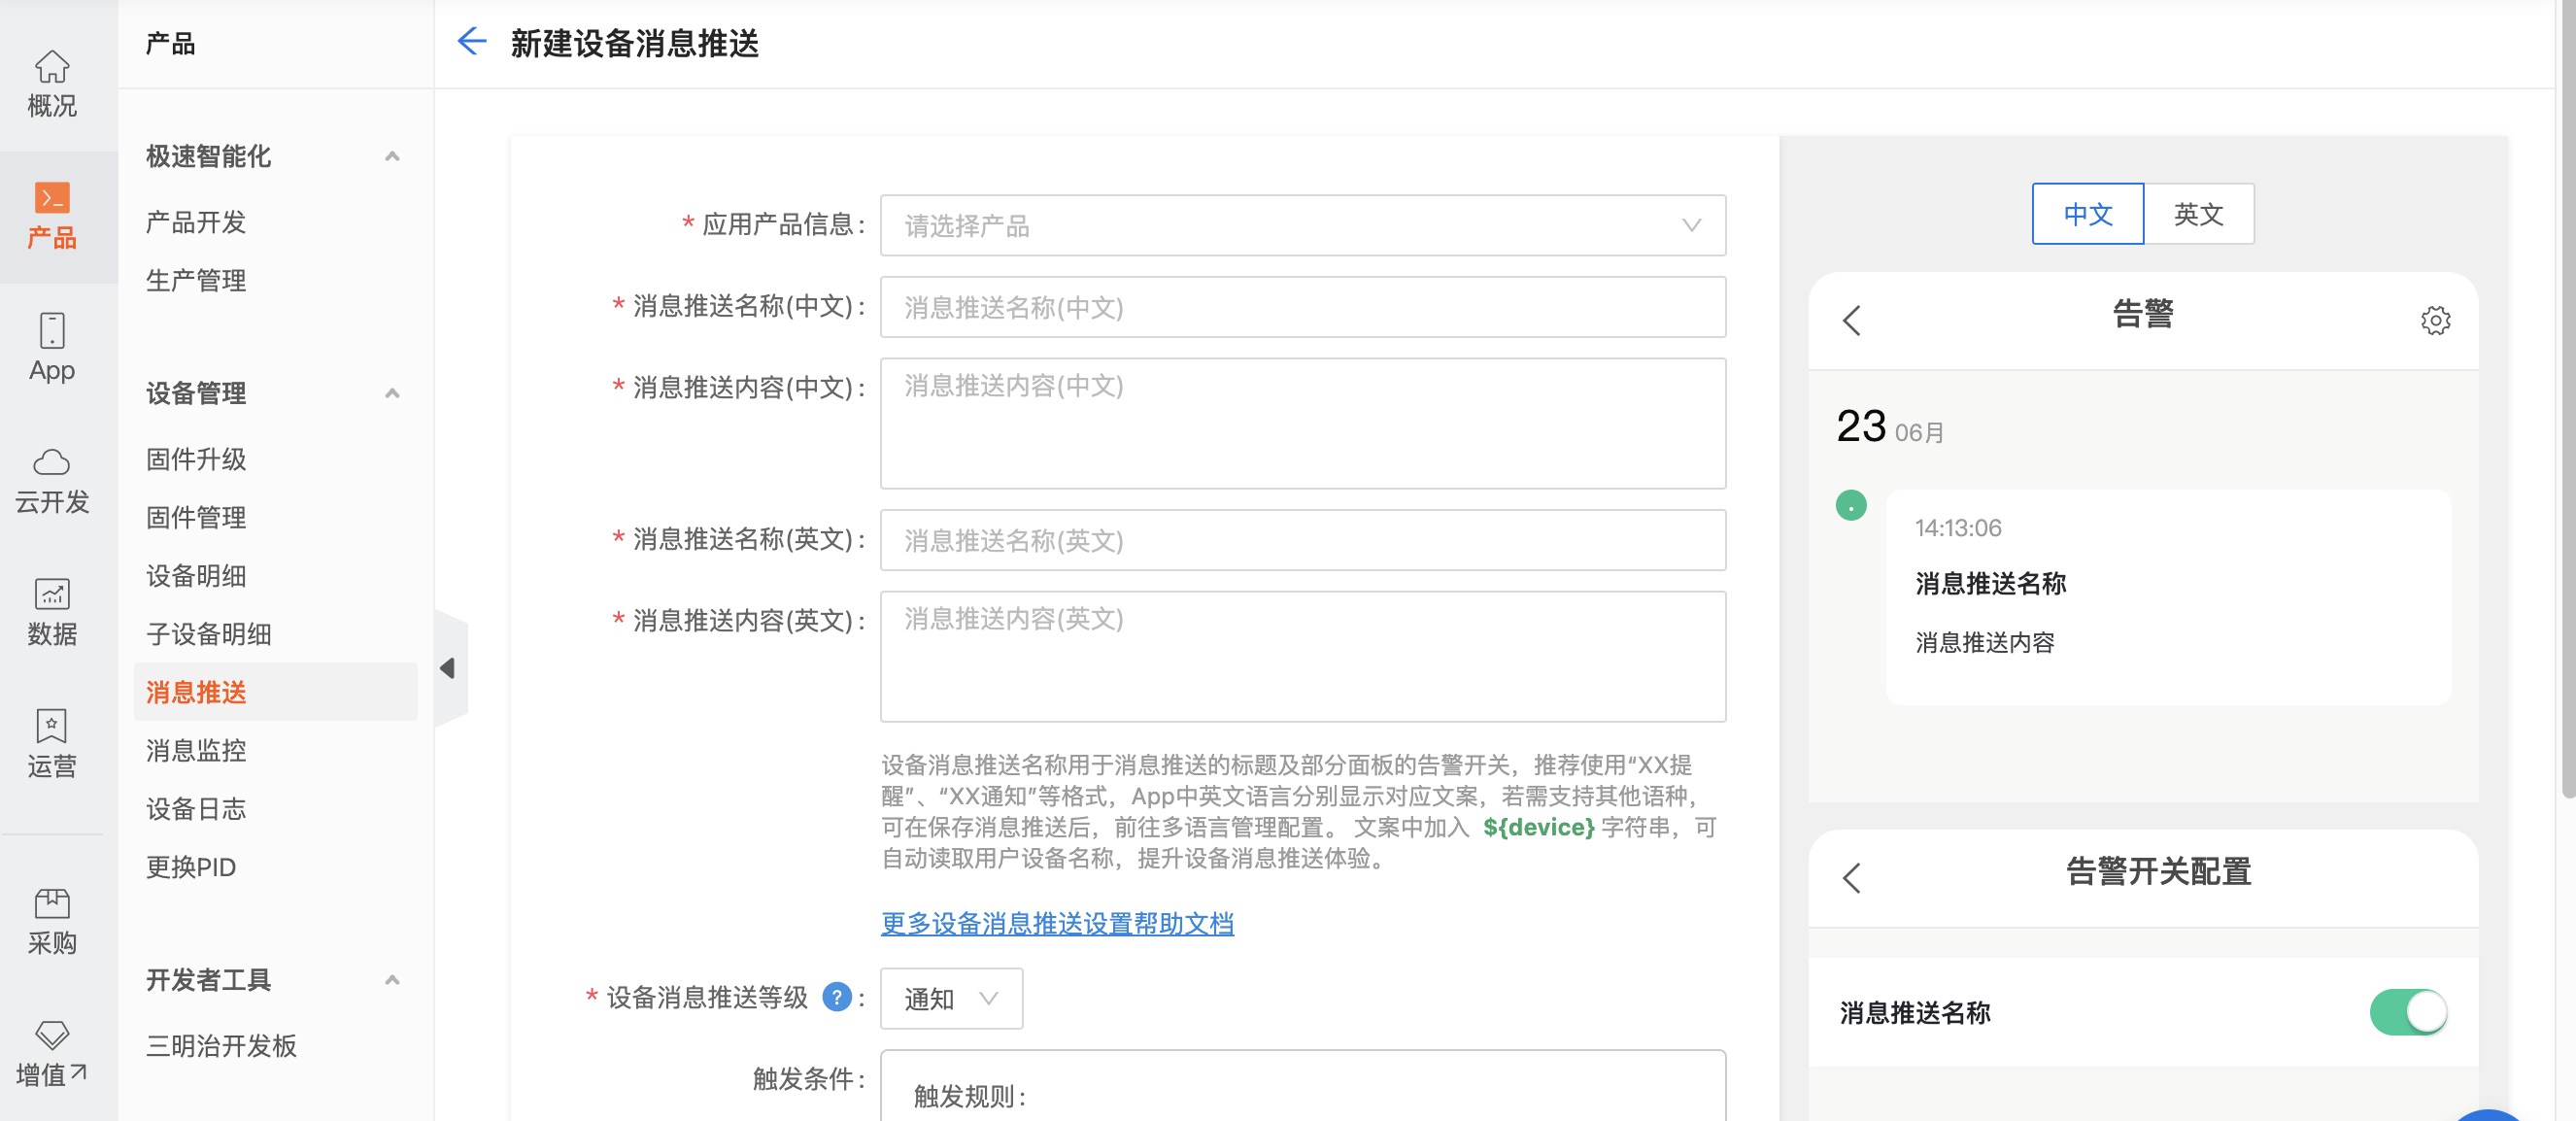 概况
产品
App
云开发
数据
运营
采购
增值
产品
极速智能化
产品开发
生产管理
设备管理
固件升级
固件管理
设备明细
子设备明细
消息推送
消息监控
设备日志
更换PID
开发者工具
三明治开发板
新建设备消息推送
* 应用产品信息：
请选择产品
* 消息推送名称(中文)：
消息推送名称(中文)
* 消息推送内容(中文)：
消息推送内容(中文)
* 消息推送名称(英文)：
消息推送名称(英文)
* 消息推送内容(英文)：
消息推送内容(英文)
设备消息推送名称用于消息推送的标题及部分面板的告警开关，推荐使用“XX提
醒”、“XX通知”等格式，App中英文语言分别显示对应文案，若需支持其他语种，
可在保存消息推送后，前往多语言管理配置。 文案中加入 ${device} 字符串，可
自动读取用户设备名称，提升设备消息推送体验。
更多设备消息推送设置帮助文档
* 设备消息推送等级 ? ：
通知
触发条件：
触发规则：
中文
英文
告警
23 06月
14:13:06
消息推送名称
消息推送内容
告警开关配置
消息推送名称